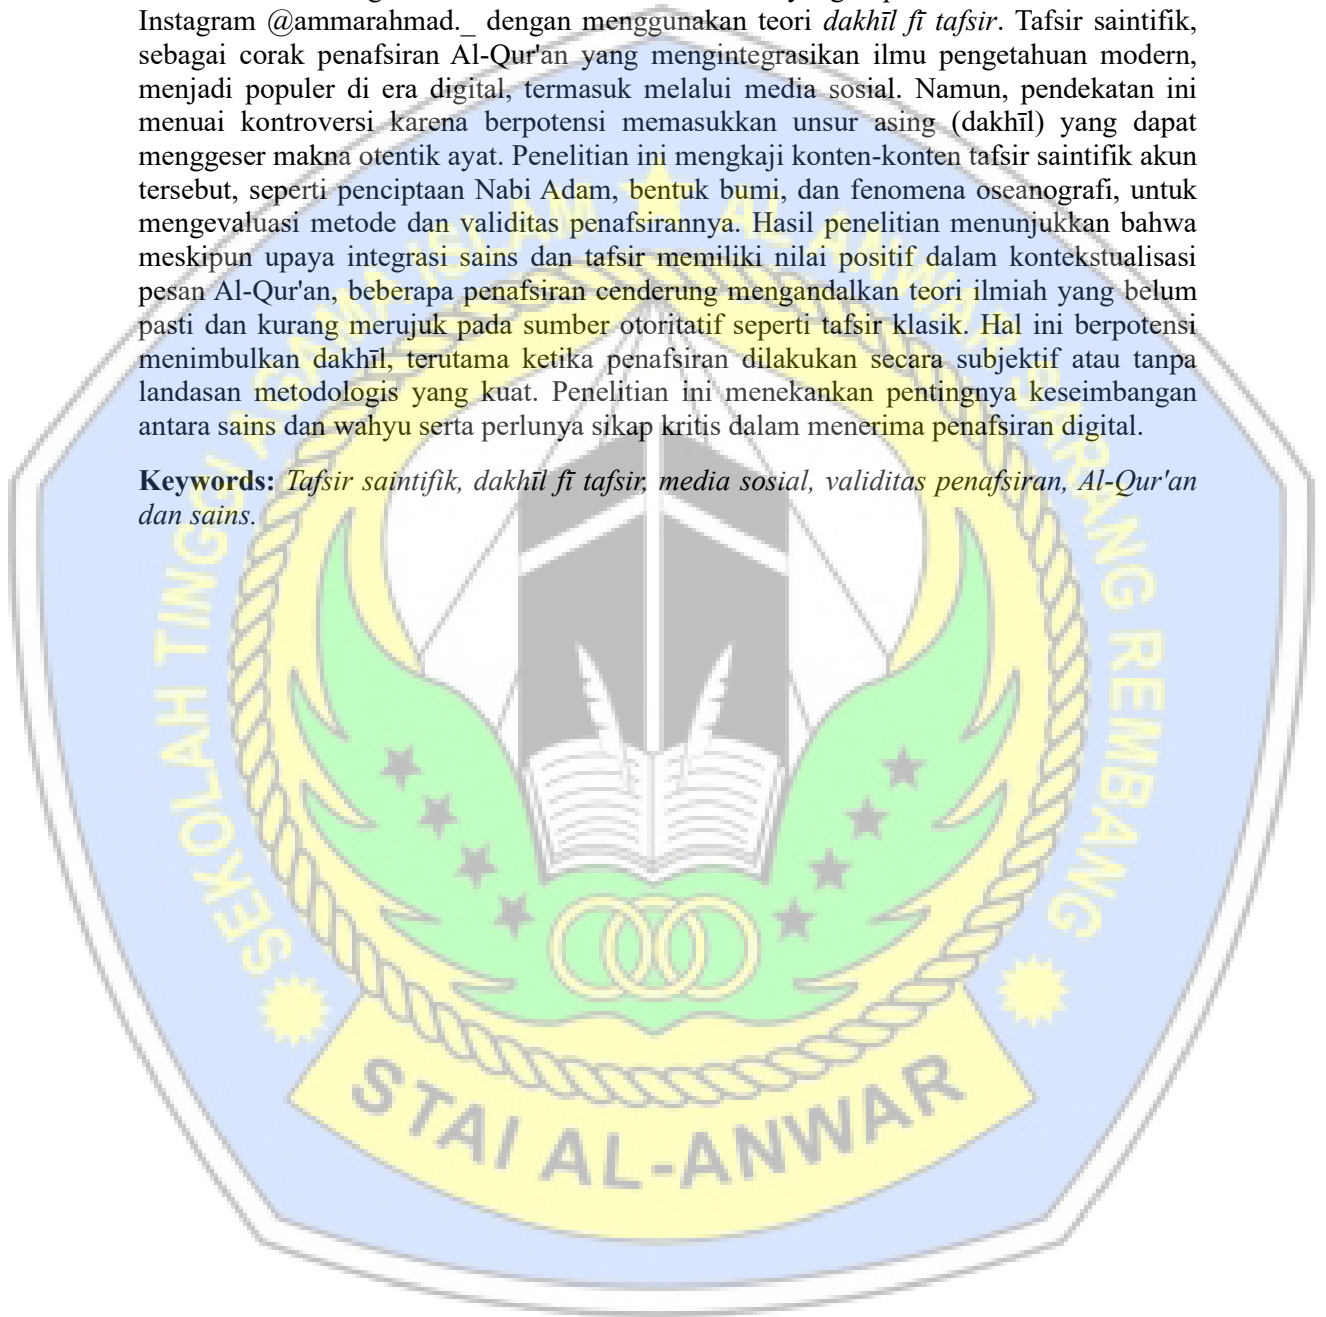 Instagram @ammarahmad._ dengan menggunakan teori dakhīl fī tafsir. Tafsir saintifik,
sebagai corak penafsiran Al-Qur'an yang mengintegrasikan ilmu pengetahuan modern,
menjadi populer di era digital, termasuk melalui media sosial. Namun, pendekatan ini
menuai kontroversi karena berpotensi memasukkan unsur asing (dakhīl) yang dapat
menggeser makna otentik ayat. Penelitian ini mengkaji konten-konten tafsir saintifik akun
tersebut, seperti penciptaan Nabi Adam, bentuk bumi, dan fenomena oseanografi, untuk
mengevaluasi metode dan validitas penafsirannya. Hasil penelitian menunjukkan bahwa
meskipun upaya integrasi sains dan tafsir memiliki nilai positif dalam kontekstualisasi
pesan Al-Qur'an, beberapa penafsiran cenderung mengandalkan teori ilmiah yang belum
pasti dan kurang merujuk pada sumber otoritatif seperti tafsir klasik. Hal ini berpotensi
menimbulkan dakhīl, terutama ketika penafsiran dilakukan secara subjektif atau tanpa
landasan metodologis yang kuat. Penelitian ini menekankan pentingnya keseimbangan
antara sains dan wahyu serta perlunya sikap kritis dalam menerima penafsiran digital.
Keywords: Tafsir saintifik, dakhīl fī tafsir, media sosial, validitas penafsiran, Al-Qur'an
dan sains.
SEKOLAH TINGGI AGAMA ISLAM AL ANWAR SARANG REMBANG
STAI AL-ANWAR